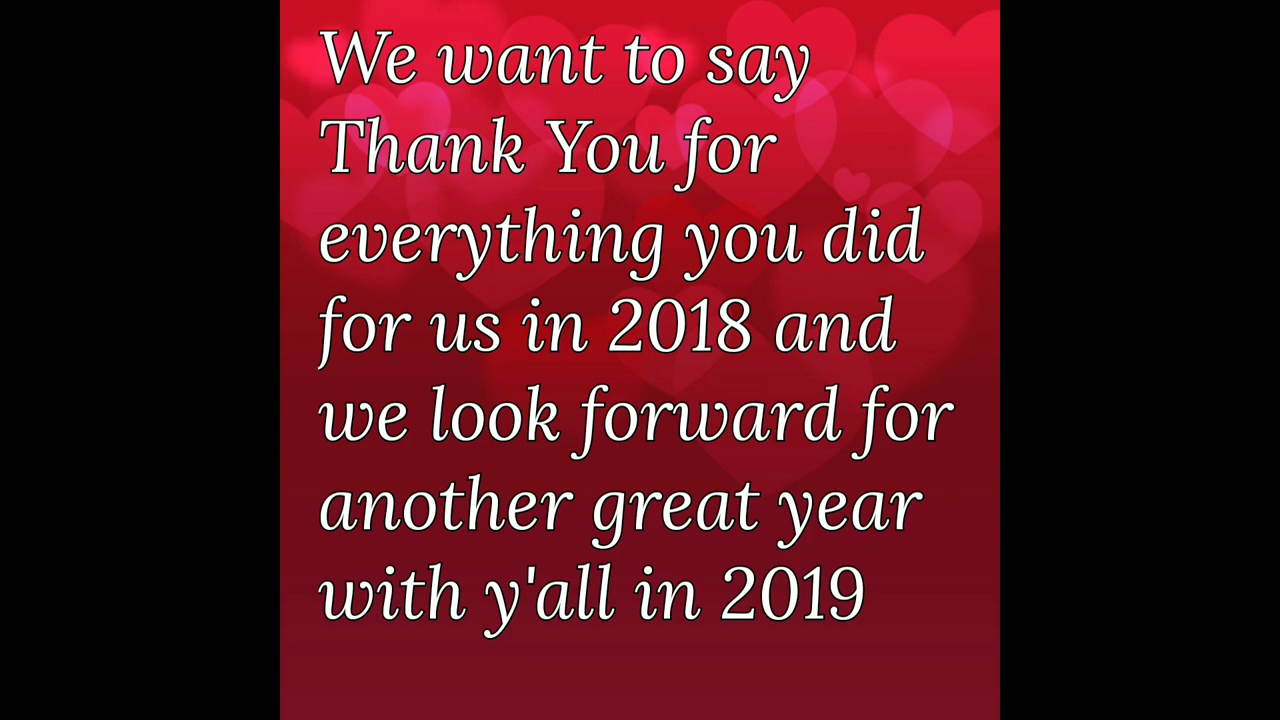 We want to say
Thank You for
everything you did
for us in 2018 and
we look forward for
another great year
with y'all in 2019